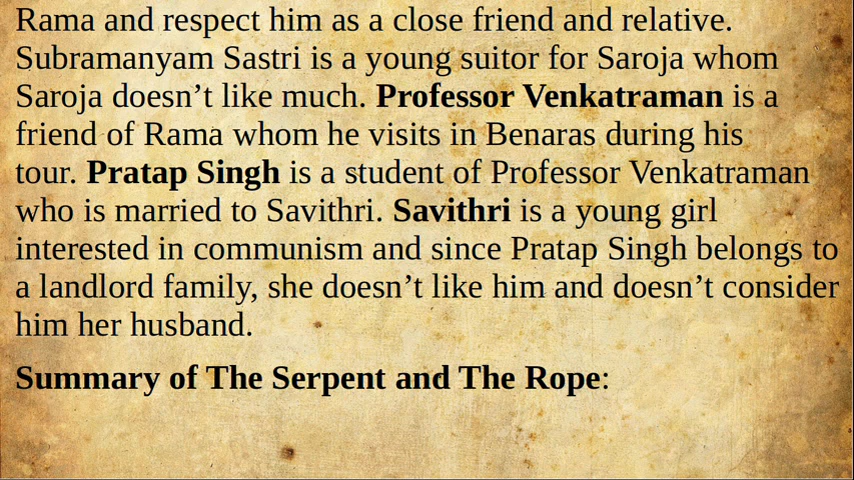 Rama and respect him as a close friend and relative.
Subramanyam Sastri is a young suitor for Saroja whom
Saroja doesn’t like much. Professor Venkatraman is a
friend of Rama whom he visits in Benaras during his
tour. Pratap Singh is a student of Professor Venkatraman
who is married to Savithri. Savithri is a young girl
interested in communism and since Pratap Singh belongs to
a landlord family, she doesn’t like him and doesn’t consider
him her husband.
Summary of The Serpent and The Rope: